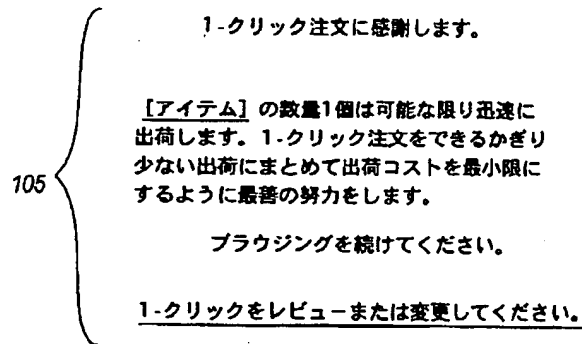 1-クリック注文に感謝します。
[アイテム] の数量1個は可能な限り迅速に
出荷します。1-クリック注文をできるかぎり
少ない出荷にまとめて出荷コストを最小限に
するように最善の努力をします。
105
ブラウジングを続けてください。
1-クリックをレビューまたは変更してください。